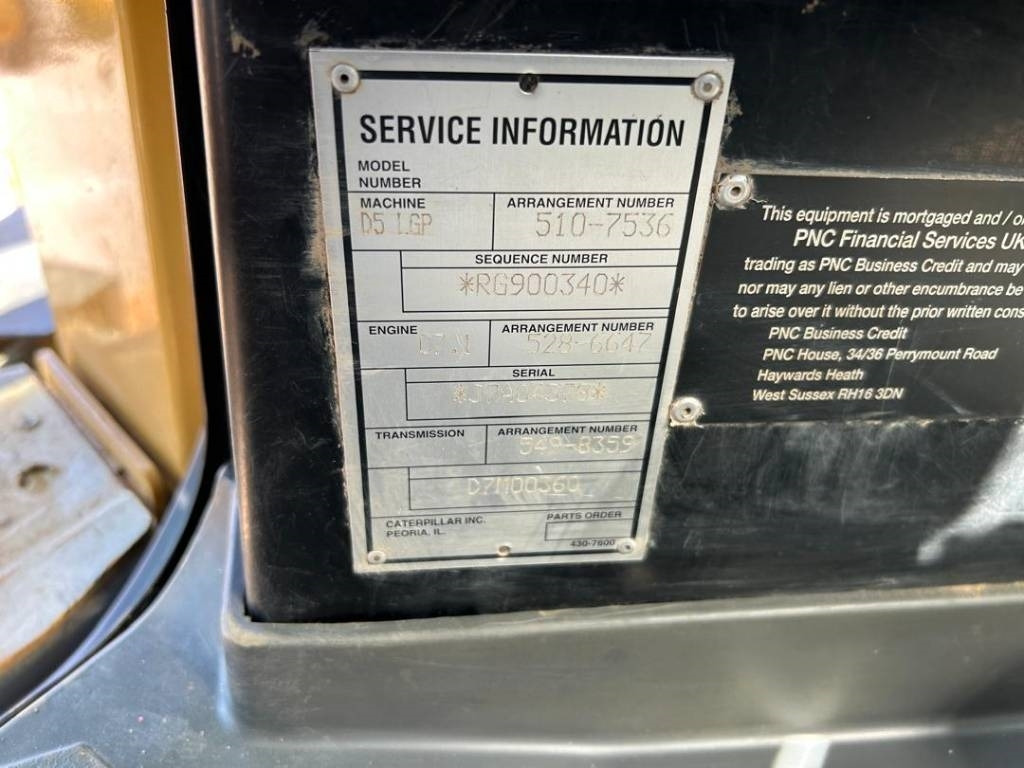 SERVICE INFORMATION
MODEL
NUMBER
MACHINE
D5 LGP
ARRANGEMENT NUMBER
510-7536
SEQUENCE NUMBER
*RG900340*
ENGINE
ARRANGEMENT NUMBER
528-6647
SERIAL
TRANSMISSION
ARRANGEMENT NUMBER
549-8359
D7M00360
CATERPILLAR INC.
PEORIA, IL.
PARTS ORDER
430-7800
This equipment is mortgaged and / o
PNC Financial Services UK
trading as PNC Business Credit and may
nor may any lien or other encumbrance be
to arise over it without the prior written cons
PNC Business Credit
PNC House, 34/36 Perrymount Road
Haywards Heath
West Sussex RH16 3DN